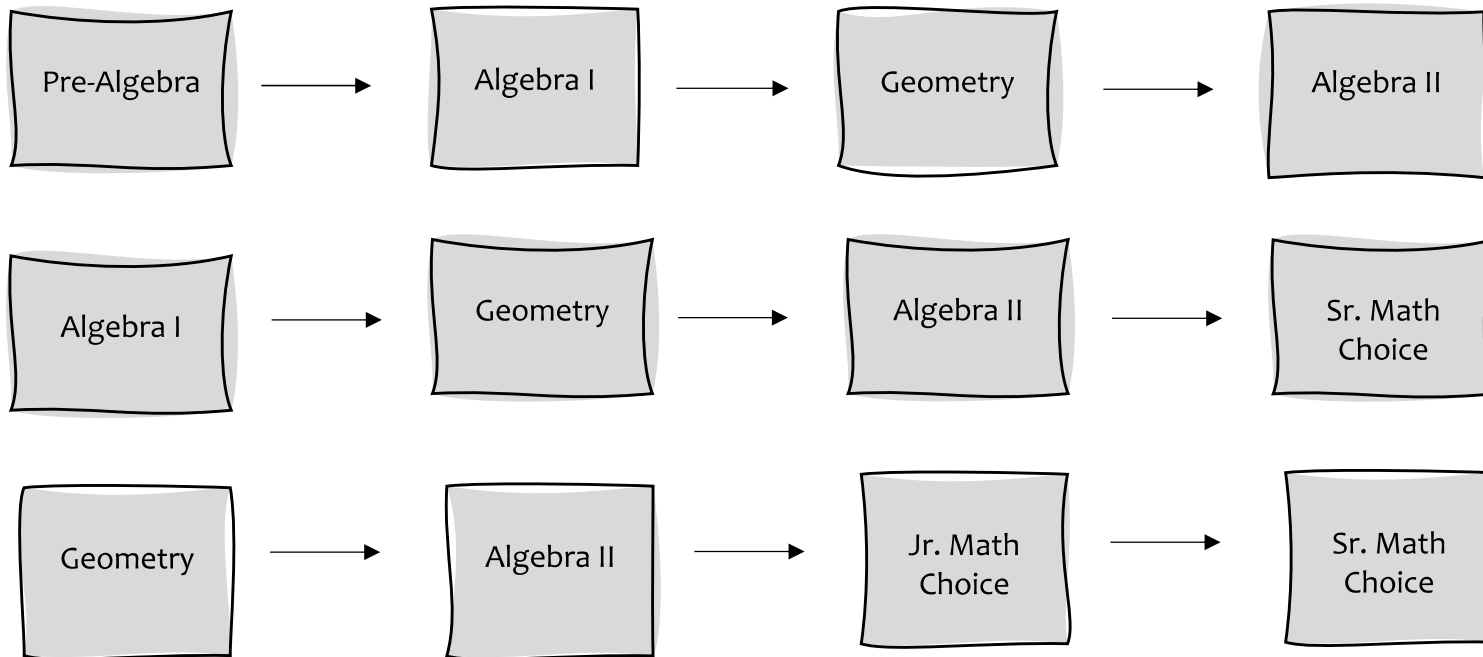 Pre-Algebra
Algebra I
Geometry
Algebra II
Algebra I
Geometry
Algebra II
Sr. Math
Choice
Geometry
Algebra II
Jr. Math
Choice
Sr. Math
Choice